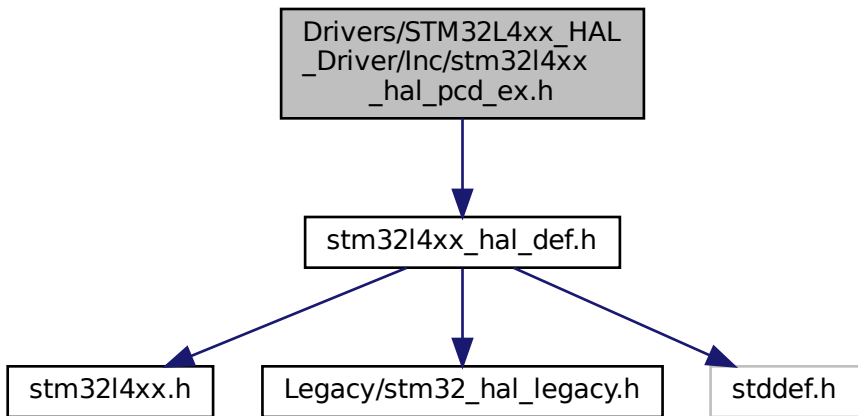 Drivers/STM32L4xx_HAL
_Driver/Inc/stm32l4xx
_hal_pcd_ex.h
stm32l4xx_hal_def.h
stm32l4xx.h
Legacy/stm32_hal_legacy.h
stddef.h